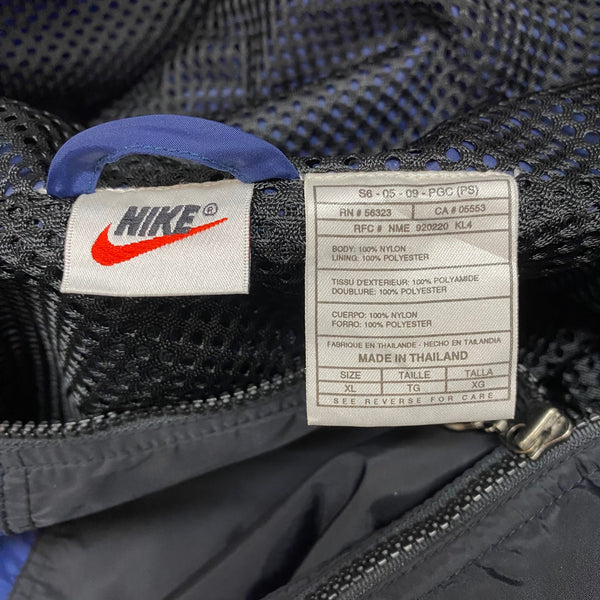 NIKE®
S6 - 05 - 09 - PGC (PS)
RN # 56323 CA # 05553
RFC # NME 920220 KL4
BODY: 100% NYLON
LINING: 100% POLYESTER
TISSU D'EXTERIEUR: 100% POLYAMIDE
DOUBLURE: 100% POLYESTER
CUERPO: 100% NYLON
FORRO: 100% POLYESTER
FABRIQUE EN THAILANDE - HECHO EN TAILANDIA
MADE IN THAILAND
SIZE TAILLE TALLA
XL TG XG
SEE REVERSE FOR CARE